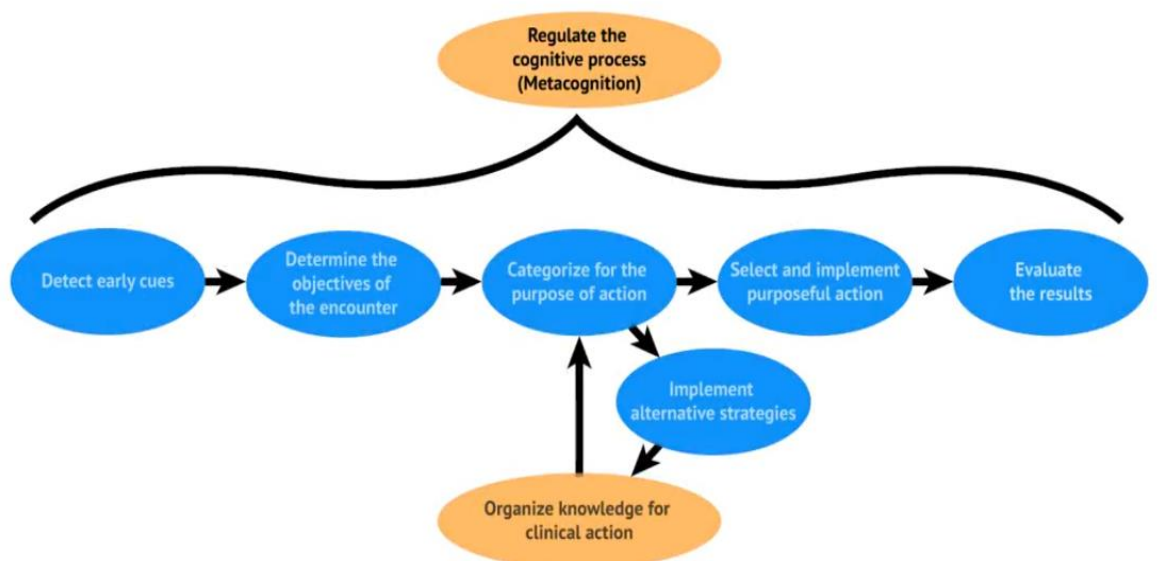 Regulate the
cognitive process
(Metacognition)
Detect early cues
Determine the
objectives of
the encounter
Categorize for the
purpose of action
Select and implement
purposeful action
Evaluate
the results
Implement
alternative strategies
Organize knowledge for
clinical action